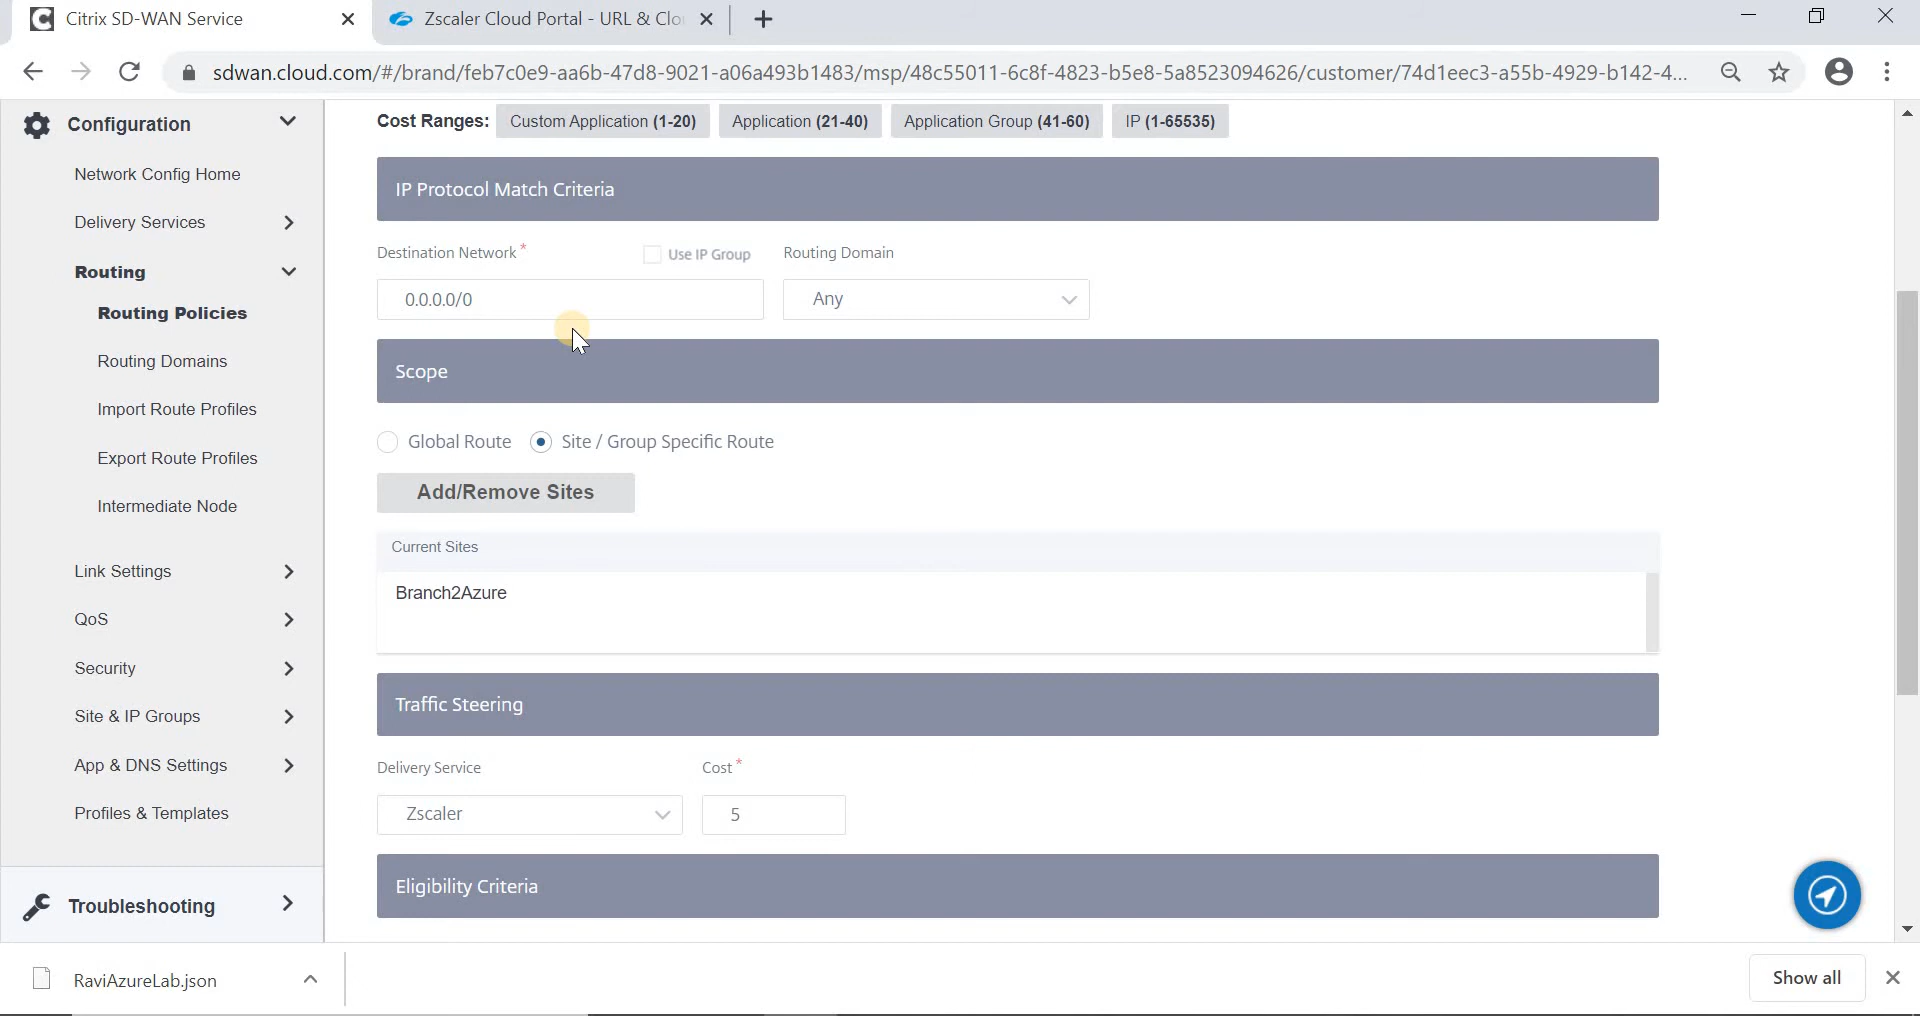 Citrix SD-WAN Service
Zscaler Cloud Portal - URL & Clo
sdwan.cloud.com/#/brand/feb7c0e9-aa6b-47d8-9021-a06a493b1483/msp/48c55011-6c8f-4823-b5e8-5a8523094626/customer/74d1eec3-a55b-4929-b142-4...
Configuration
Network Config Home
Delivery Services
Routing
Routing Policies
Routing Domains
Import Route Profiles
Export Route Profiles
Intermediate Node
Link Settings
QoS
Security
Site & IP Groups
App & DNS Settings
Profiles & Templates
Troubleshooting
Cost Ranges: Custom Application (1-20) Application (21-40) Application Group (41-60) IP (1-65535)
IP Protocol Match Criteria
Destination Network * Use IP Group Routing Domain
0.0.0.0/0 Any
Scope
Global Route Site / Group Specific Route
Add/Remove Sites
Current Sites
Branch2Azure
Traffic Steering
Delivery Service Cost *
Zscaler 5
Eligibility Criteria
RaviAzureLab.json
Show all